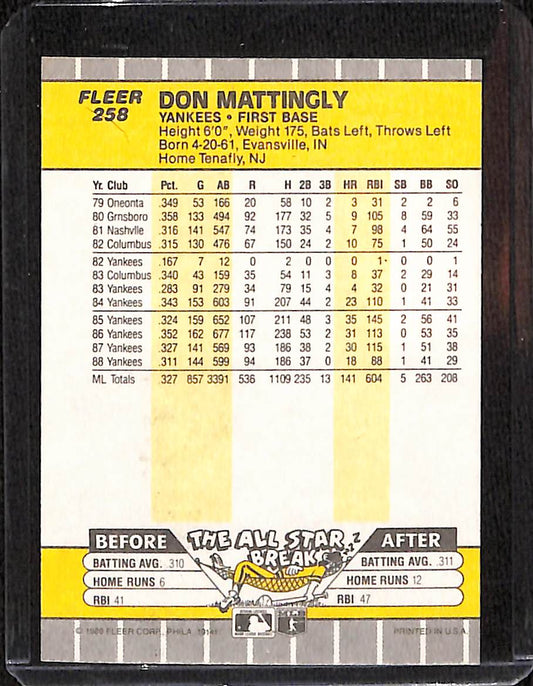 FLEER
258
DON MATTINGLY
YANKEES • FIRST BASE
Height 6'0", Weight 175, Bats Left, Throws Left
Born 4-20-61, Evansville, IN
Home Tenafly, NJ
Yr. Club Pct. G AB R H 2B 3B HR RBI SB BB SO
79 Oneonta .349 53 166 20 58 10 2 3 31 2 2 6
80 Grnsboro .358 133 494 92 177 32 5 9 105 8 59 33
81 Nashvlle .316 141 547 74 173 35 4 7 98 4 64 55
82 Columbus .315 130 476 67 150 24 2 10 75 1 50 24
82 Yankees .167 7 12 0 2 0 0 0 1 0 0 1
83 Columbus .340 43 159 35 54 11 3 8 37 2 29 14
83 Yankees .283 91 279 34 79 15 4 4 32 0 21 31
84 Yankees .343 153 603 91 207 44 2 23 110 1 41 33
85 Yankees .324 159 652 107 211 48 3 35 145 2 56 41
86 Yankees .352 162 677 117 238 53 2 31 113 0 53 35
87 Yankees .327 141 569 93 186 38 2 30 115 1 51 38
88 Yankees .311 144 599 94 186 37 0 18 88 1 41 29
ML Totals .327 857 3391 536 1109 235 13 141 604 5 263 208
BEFORE THE ALL STAR BREAK AFTER
BATTING AVG. .310 BATTING AVG. .311
HOME RUNS 6 HOME RUNS 12
RBI 41 RBI 47
© 1989 FLEER CORP., PHILA. 19141 PRINTED IN U.S.A.